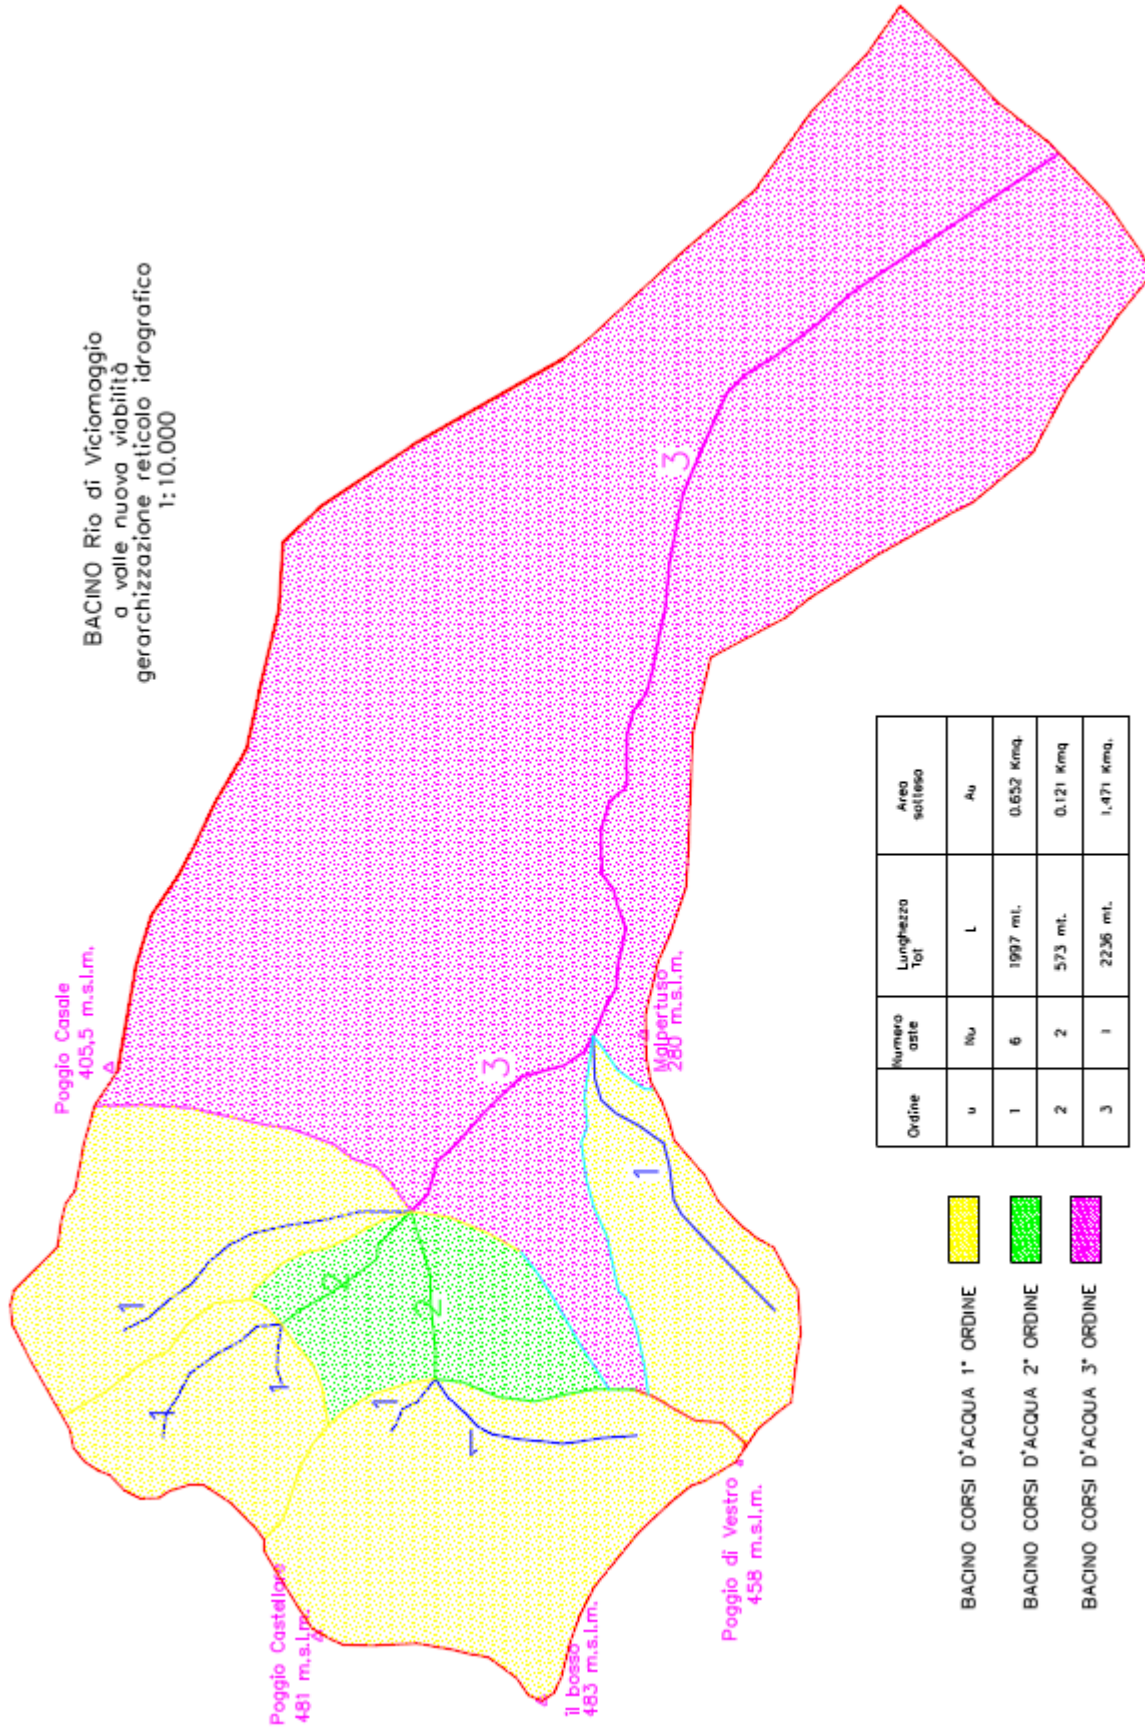 BACINO Rio di Viciomaggio
a valle nuova viabilità
gerarchizzazione reticolo idrografico
1:10.000
Poggio Casale
405,5 m.s.l.m.
Poggio Castellare
481 m.s.l.m.
il bosso
483 m.s.l.m.
Poggio di Vestro
458 m.s.l.m.
Malpertuso
280 m.s.l.m.
1
1
1
1
1
1
2
2
3
3
BACINO CORSI D'ACQUA 1° ORDINE
BACINO CORSI D'ACQUA 2° ORDINE
BACINO CORSI D'ACQUA 3° ORDINE
Ordine Numero aste Lunghezza Tot Area sottesa
u Nu L Au
1 6 1997 mt. 0.652 Kmq.
2 2 573 mt. 0.121 Kmq
3 1 2236 mt. 1.471 Kmq.